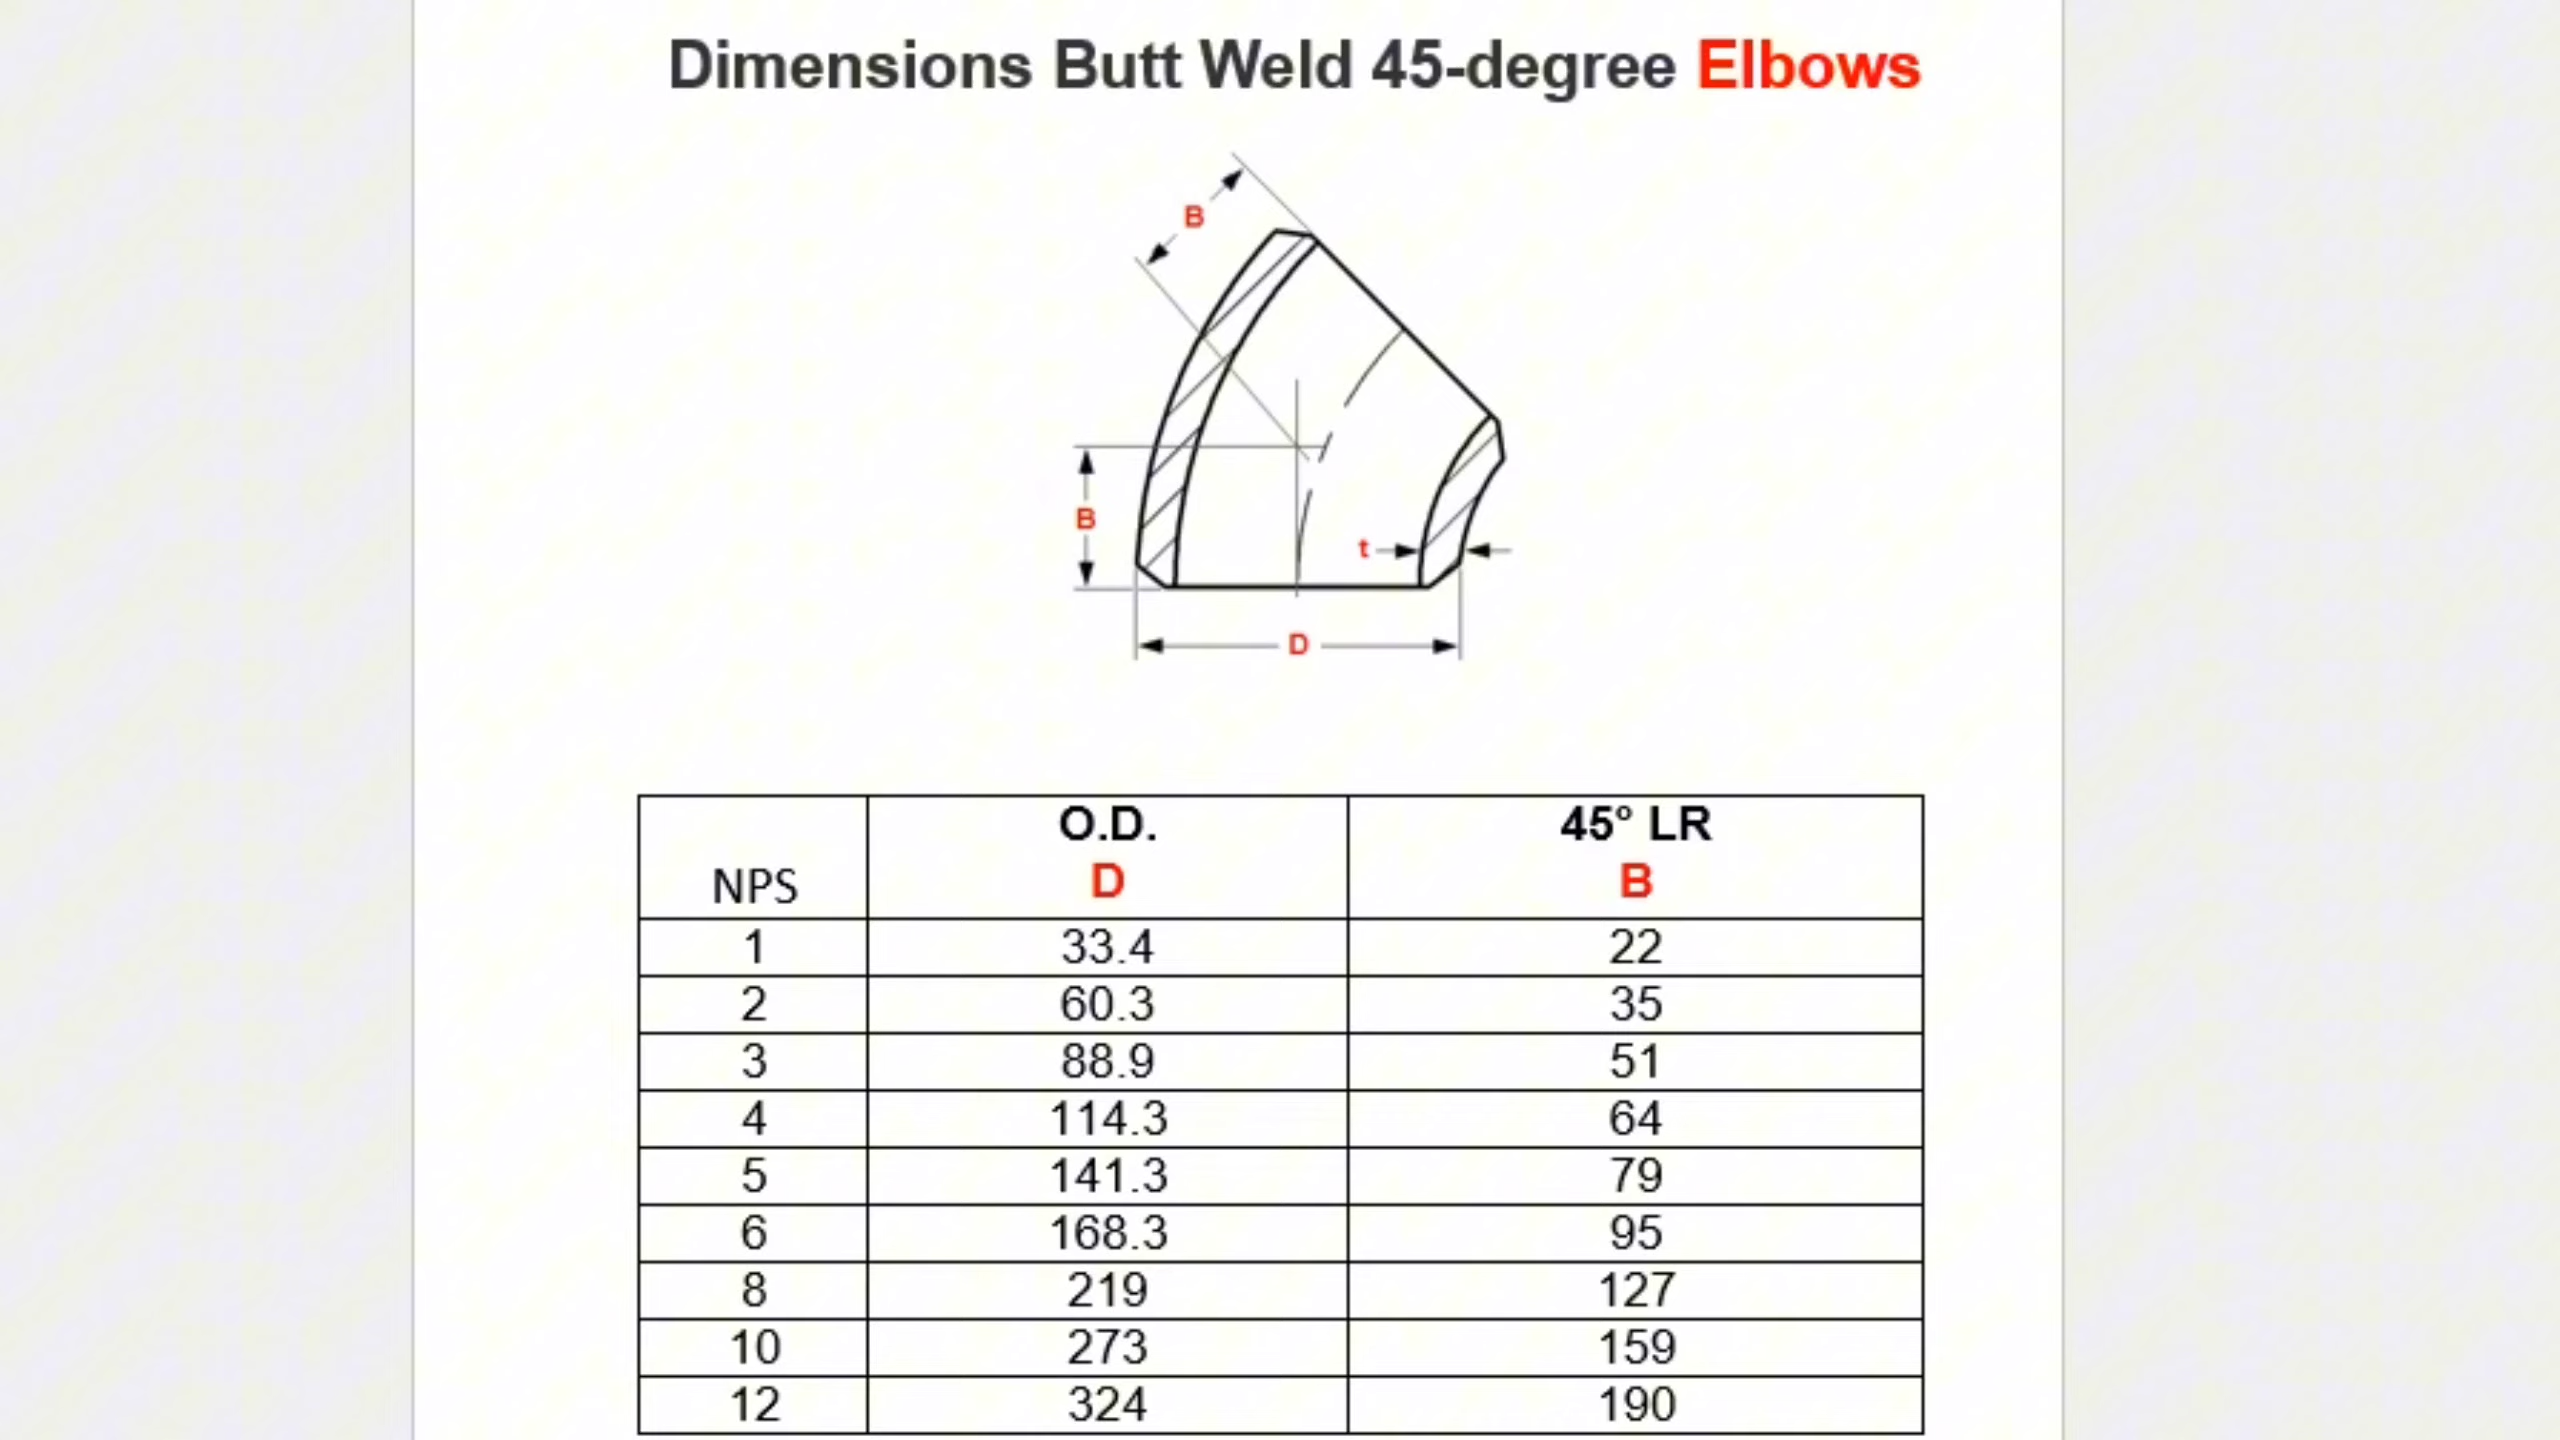 Dimensions Butt Weld 45-degree Elbows
B
B
t
D
NPS O.D. D 45° LR B
1 33.4 22
2 60.3 35
3 88.9 51
4 114.3 64
5 141.3 79
6 168.3 95
8 219 127
10 273 159
12 324 190